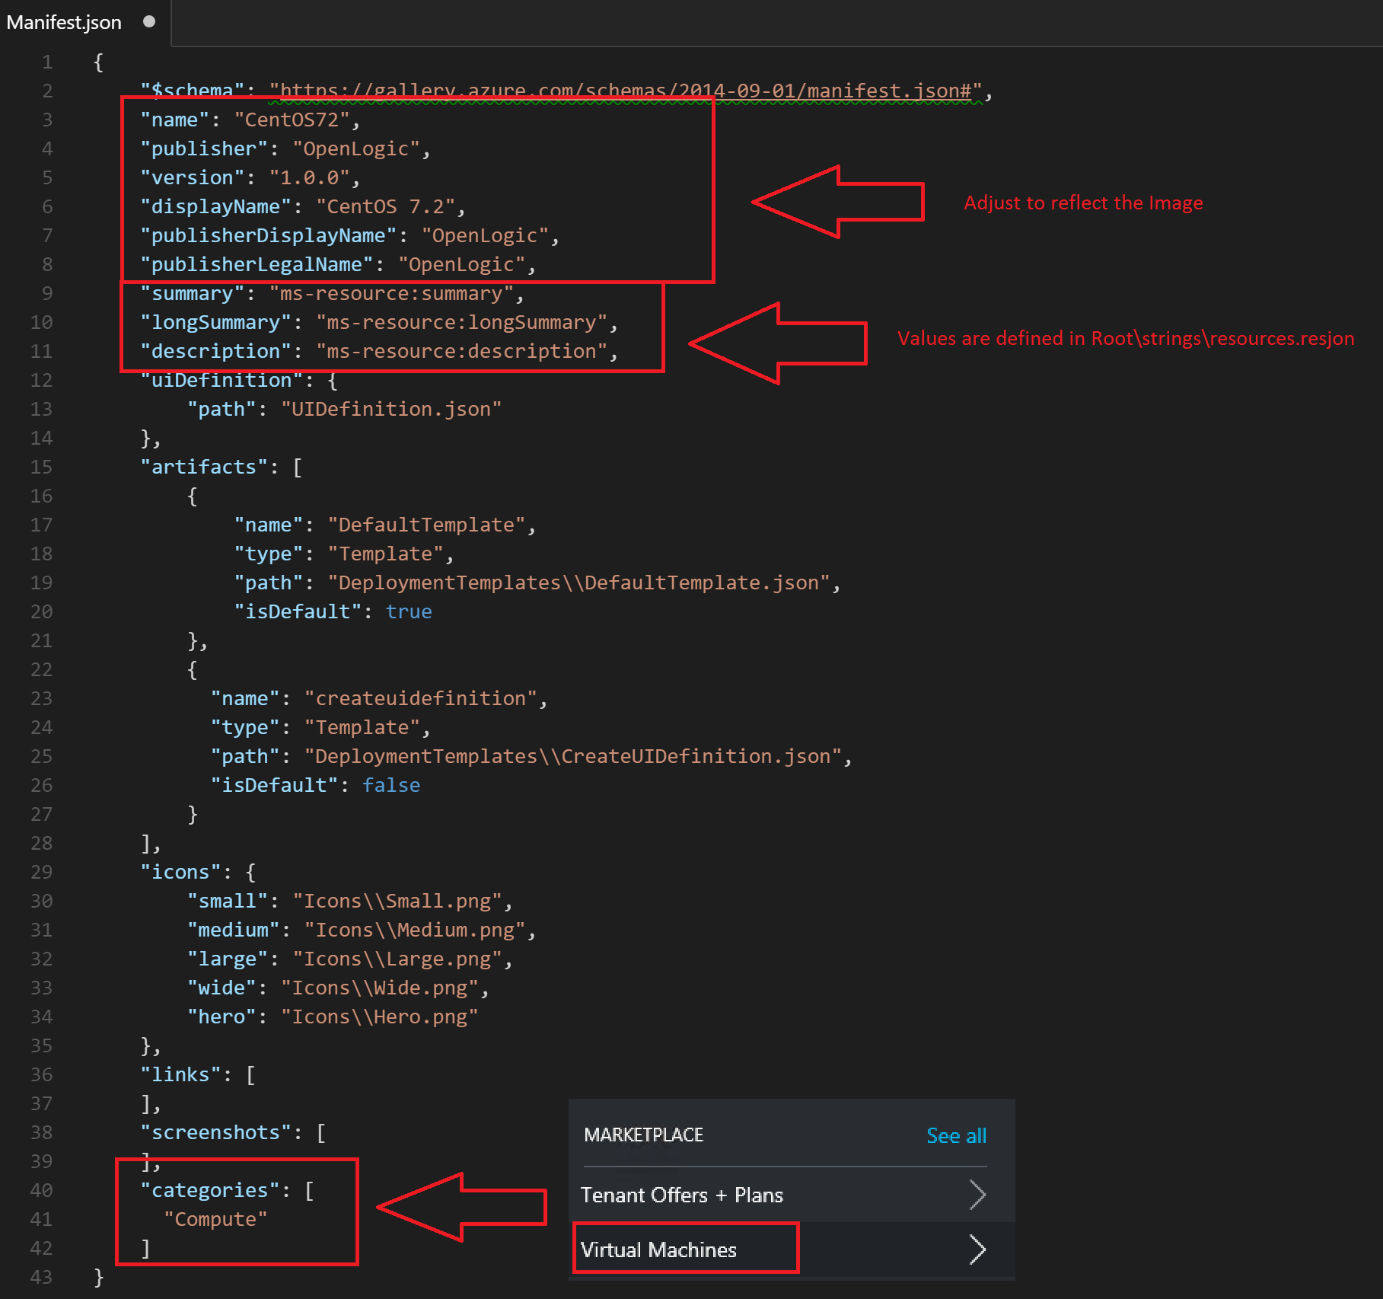 Manifest.json ●
1 {
2 "$schema": "https://gallery.azure.com/schemas/2014-09-01/manifest.json#",
3 "name": "CentOS72",
4 "publisher": "OpenLogic",
5 "version": "1.0.0",
6 "displayName": "CentOS 7.2",
7 "publisherDisplayName": "OpenLogic",
8 "publisherLegalName": "OpenLogic",
Adjust to reflect the Image
9 "summary": "ms-resource:summary",
10 "longSummary": "ms-resource:longSummary",
11 "description": "ms-resource:description",
Values are defined in Root\strings\resources.resjon
12 "uiDefinition": {
13 "path": "UIDefinition.json"
14 },
15 "artifacts": [
16 {
17 "name": "DefaultTemplate",
18 "type": "Template",
19 "path": "DeploymentTemplates\\DefaultTemplate.json",
20 "isDefault": true
21 },
22 {
23 "name": "createuidefinition",
24 "type": "Template",
25 "path": "DeploymentTemplates\\CreateUIDefinition.json",
26 "isDefault": false
27 }
28 ],
29 "icons": {
30 "small": "Icons\\Small.png",
31 "medium": "Icons\\Medium.png",
32 "large": "Icons\\Large.png",
33 "wide": "Icons\\Wide.png",
34 "hero": "Icons\\Hero.png"
35 },
36 "links": [
37 ],
38 "screenshots": [
39 ],
40 "categories": [
41 "Compute"
42 ]
43 }
MARKETPLACE See all
Tenant Offers + Plans
Virtual Machines